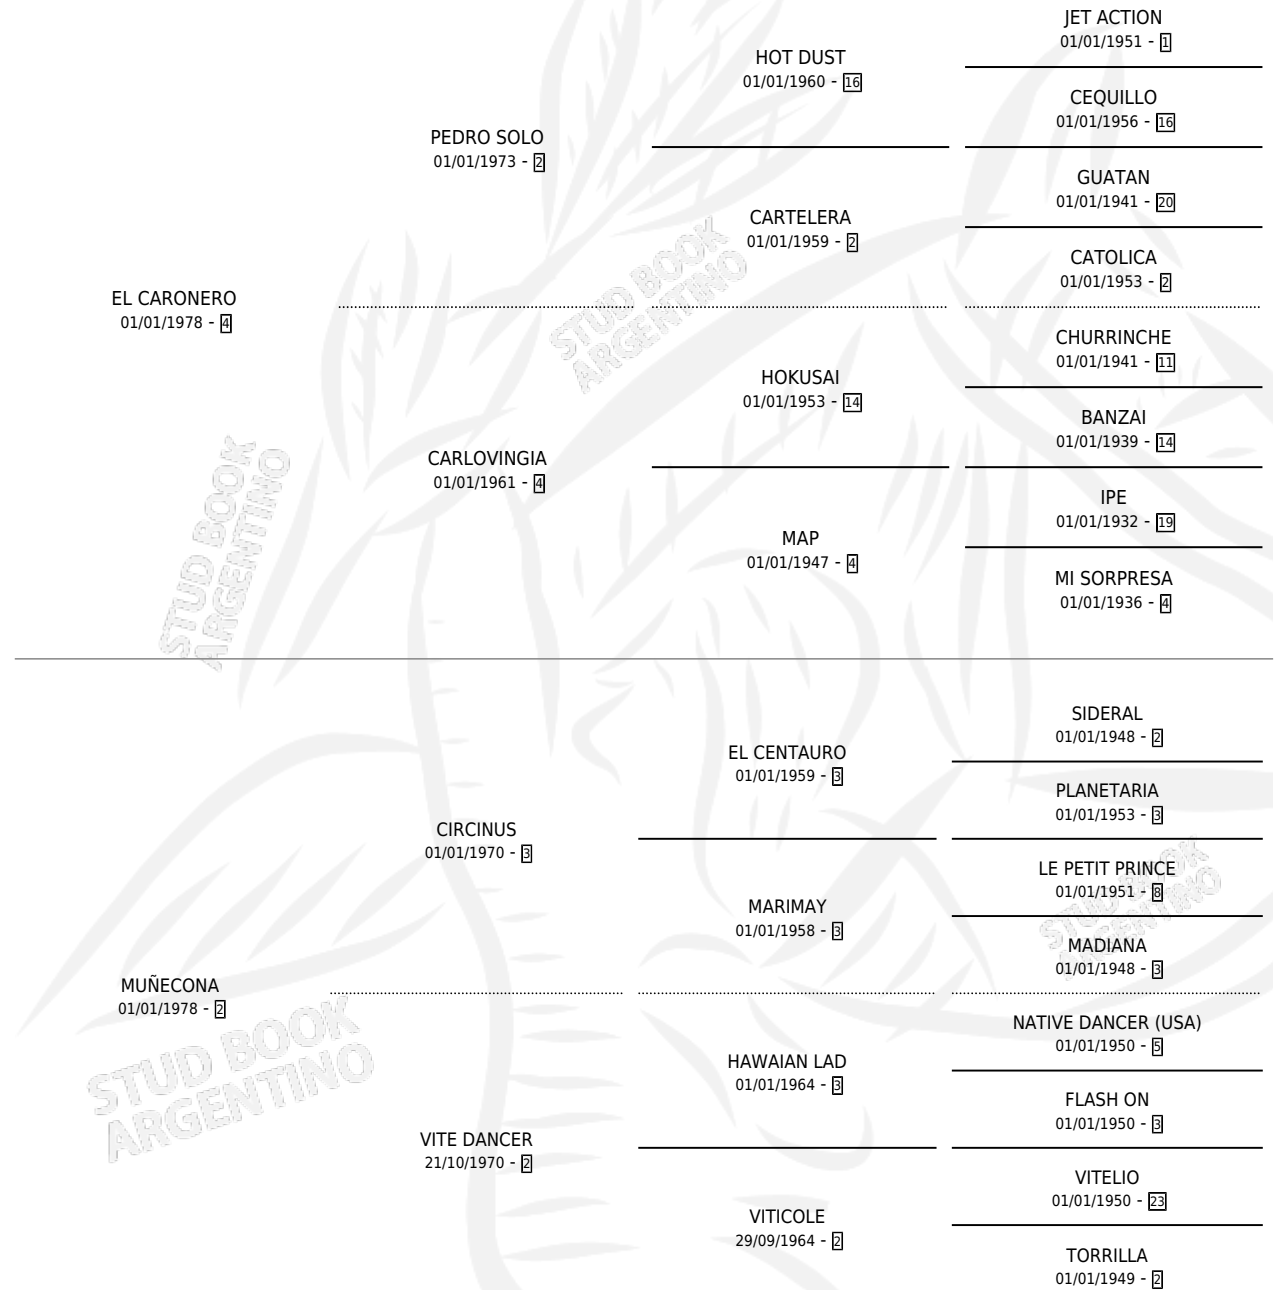 JET ACTION
01/01/1951 - 1
HOT DUST
01/01/1960 - 16
CEQUILLO
01/01/1956 - 16
PEDRO SOLO
01/01/1973 - 2
GUATAN
01/01/1941 - 20
CARTELERA
01/01/1959 - 2
CATOLICA
01/01/1953 - 2
EL CARONERO
01/01/1978 - 4
CHURRINCHE
01/01/1941 - 11
HOKUSAI
01/01/1953 - 14
BANZAI
01/01/1939 - 14
CARLOVINGIA
01/01/1961 - 4
IPE
01/01/1932 - 19
MAP
01/01/1947 - 4
MI SORPRESA
01/01/1936 - 4
SIDERAL
01/01/1948 - 2
EL CENTAURO
01/01/1959 - 3
PLANETARIA
01/01/1953 - 3
CIRCINUS
01/01/1970 - 3
LE PETIT PRINCE
01/01/1951 - 8
MARIMAY
01/01/1958 - 3
MADIANA
01/01/1948 - 3
MUÑECONA
01/01/1978 - 2
NATIVE DANCER (USA)
01/01/1950 - 5
HAWAIAN LAD
01/01/1964 - 3
FLASH ON
01/01/1950 - 3
VITE DANCER
21/10/1970 - 2
VITELIO
01/01/1950 - 23
VITICOLE
29/09/1964 - 2
TORRILLA
01/01/1949 - 2
STUD BOOK
ARGENTINO
STUD BOOK
ARGENTINO
STUD BOOK
ARGENTINO
STUD BOOK
ARGENTINO